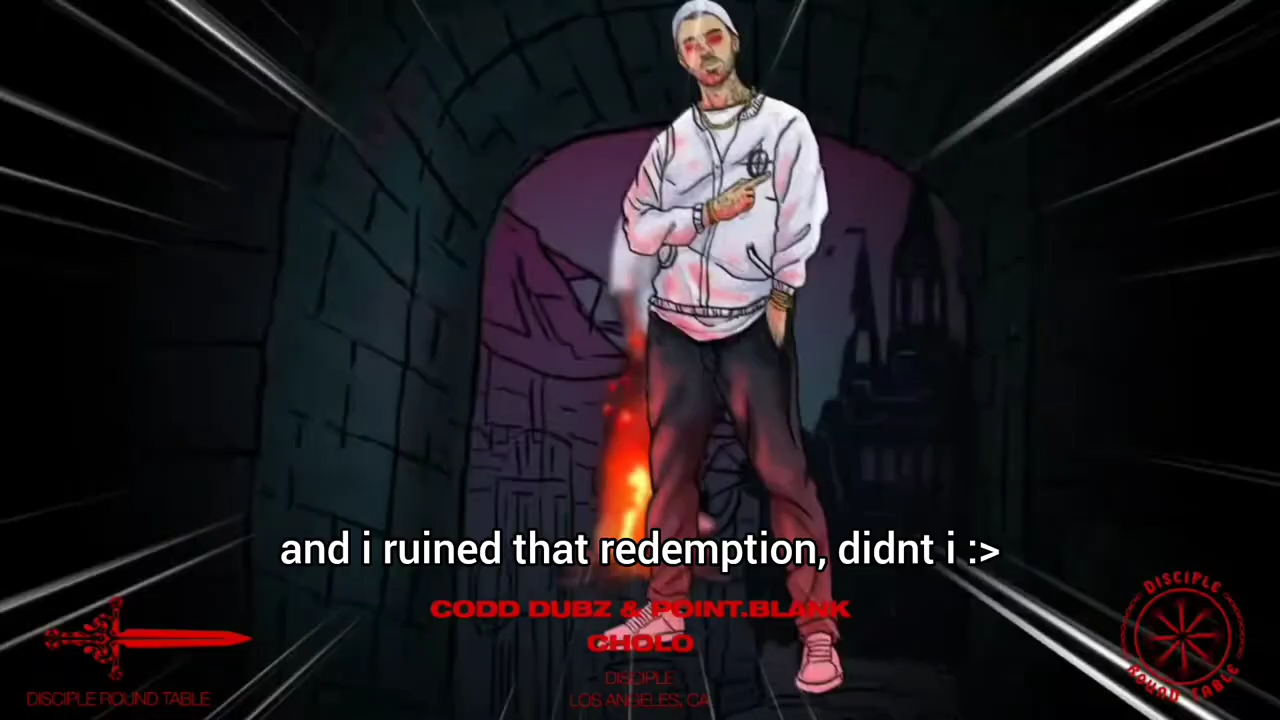 and i ruined that redemption, didnt i :>
CODD DUBZ & POINT.BLANK
CHOLO
DISCIPLE
LOS ANGELES, CA
DISCIPLE ROUND TABLE
DISCIPLE
ROUND TABLE